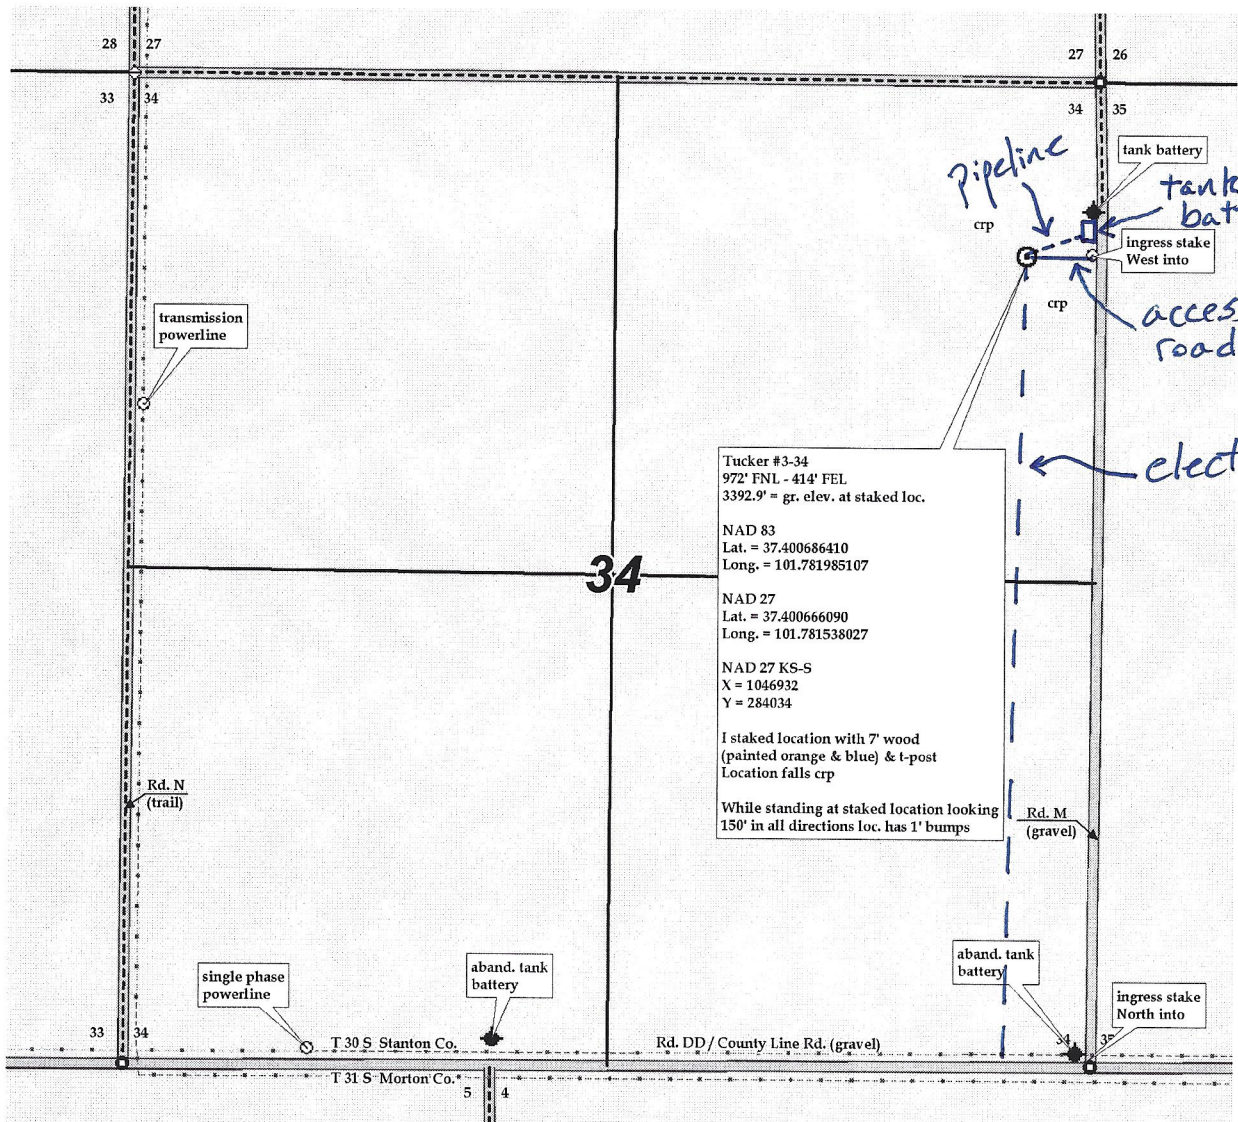 28 27
27 26
33 34
34 35
tank battery
pipeline
tank
bat
crp
ingress stake
West into
crp
acces
road
transmission
powerline
elect
Tucker #3-34
972' FNL - 414' FEL
3392.9' = gr. elev. at staked loc.
NAD 83
Lat. = 37.400686410
Long. = 101.781985107
34
NAD 27
Lat. = 37.400666090
Long. = 101.781538027
NAD 27 KS-S
X = 1046932
Y = 284034
I staked location with 7' wood
(painted orange & blue) & t-post
Location falls crp
While standing at staked location looking
150' in all directions loc. has 1' bumps
Rd. N
(trail)
Rd. M
(gravel)
aband. tank
battery
aband. tank
battery
single phase
powerline
ingress stake
North into
33 34
34 35
T 30 S Stanton Co.
Rd. DD / County Line Rd. (gravel)
T 31 S Morton Co.
5 4